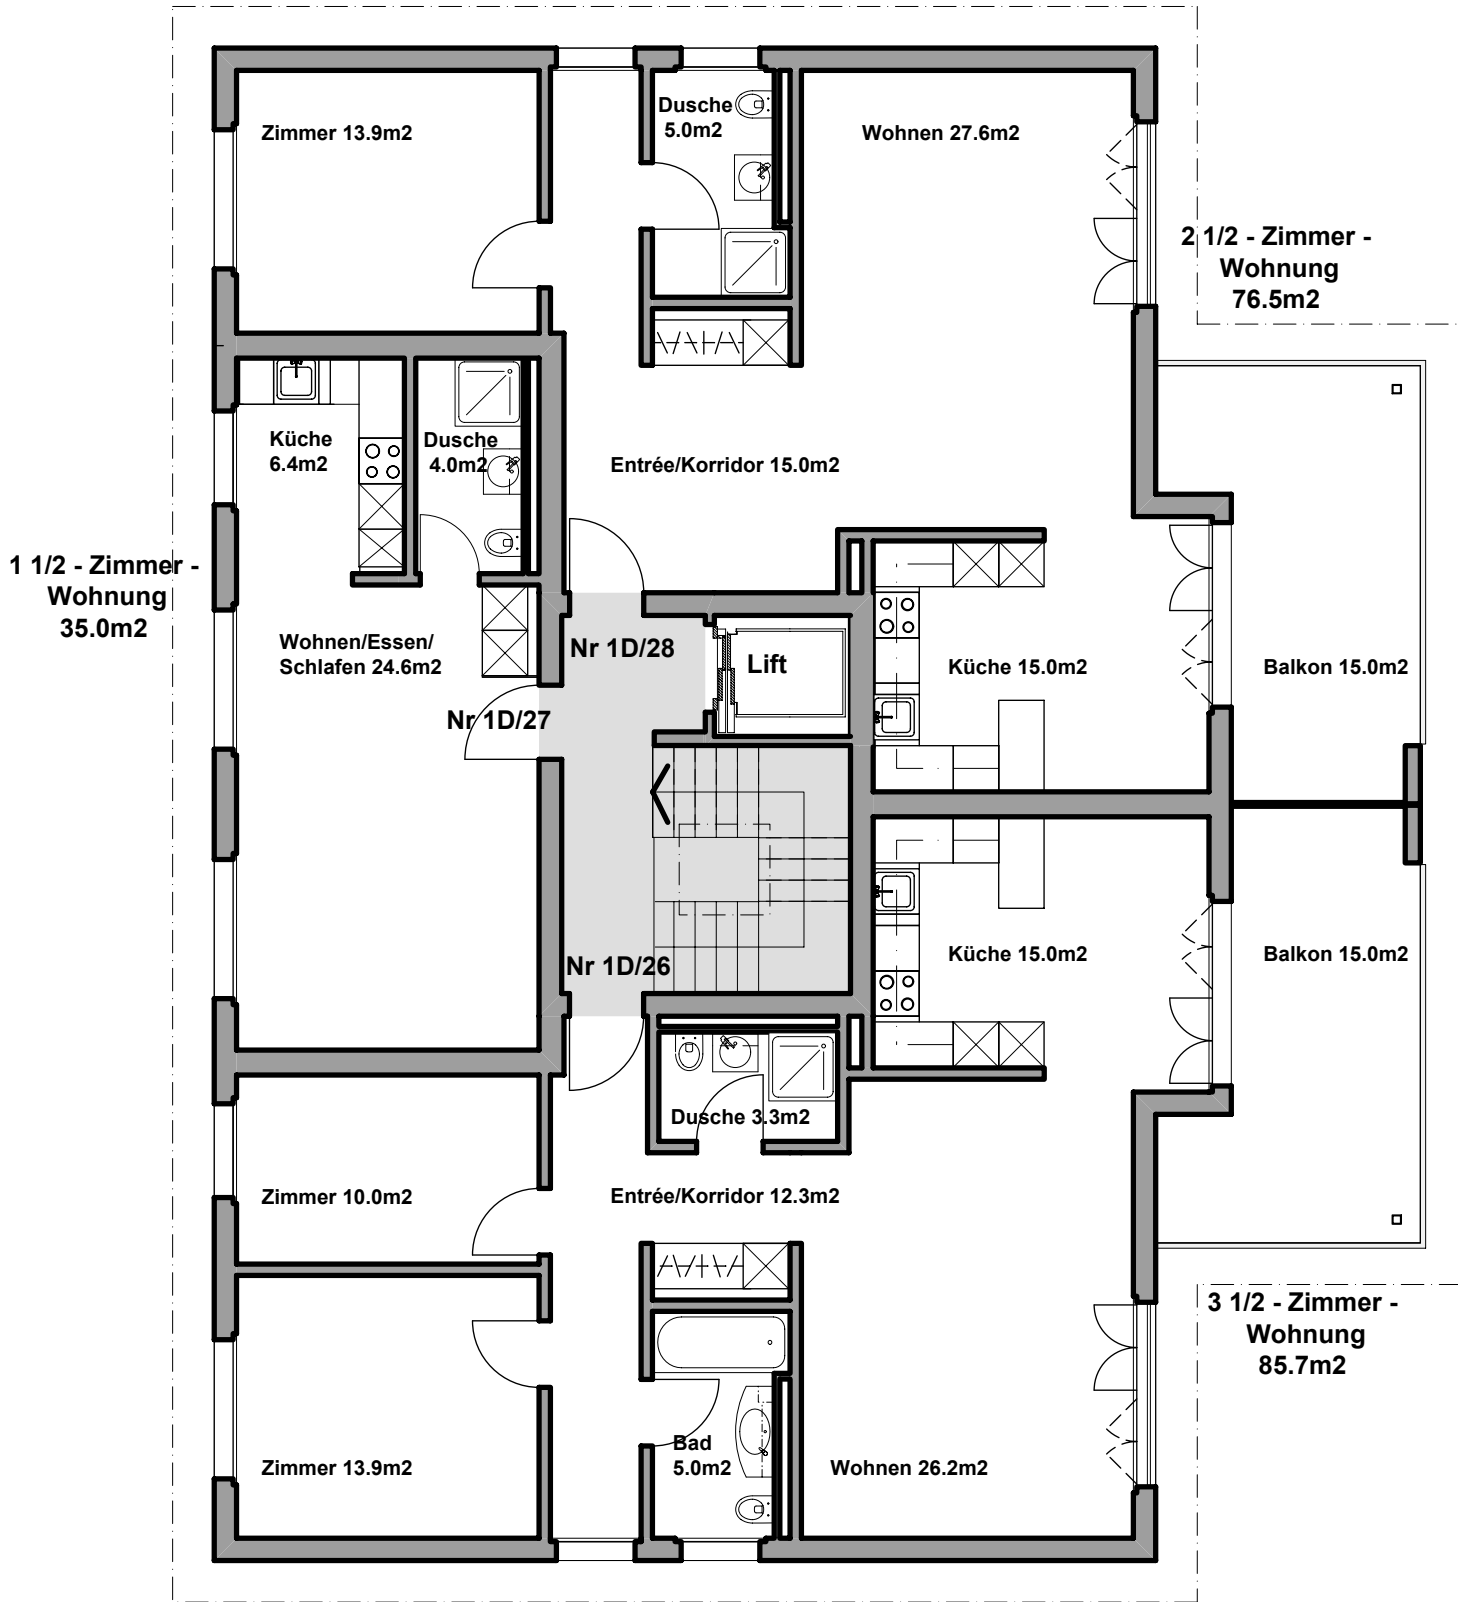 Zimmer 13.9m2
Dusche
5.0m2
Wohnen 27.6m2
2 1/2 - Zimmer -
Wohnung
76.5m2
Küche
6.4m2
Dusche
4.0m2
Entrée/Korridor 15.0m2
1 1/2 - Zimmer -
Wohnung
35.0m2
Wohnen/Essen/
Schlafen 24.6m2
Nr 1D/28
Lift
Küche 15.0m2
Balkon 15.0m2
Nr 1D/27
Nr 1D/26
Küche 15.0m2
Balkon 15.0m2
Dusche 3.3m2
Zimmer 10.0m2
Entrée/Korridor 12.3m2
3 1/2 - Zimmer -
Wohnung
85.7m2
Zimmer 13.9m2
Bad
5.0m2
Wohnen 26.2m2